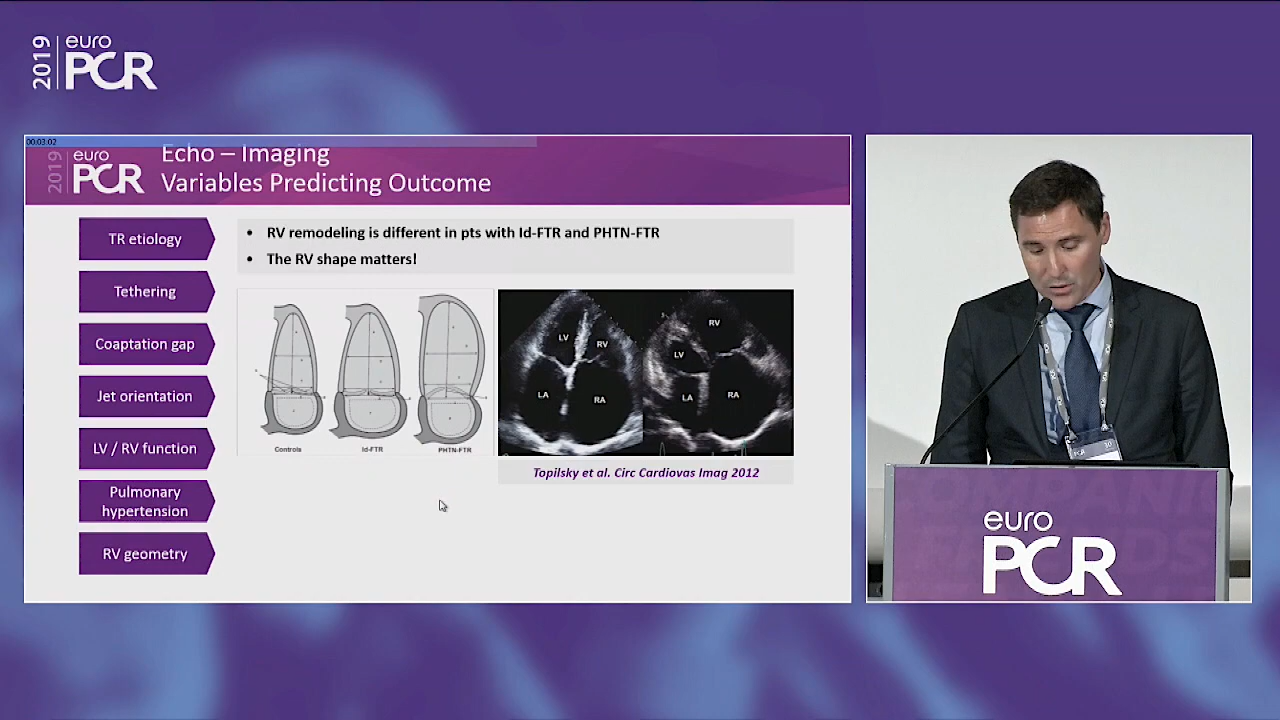 2019 euro
PCR
00:03:02
2019 euro
PCR
Echo – Imaging
Variables Predicting Outcome
TR etiology
Tethering
Coaptation gap
Jet orientation
LV / RV function
Pulmonary
hypertension
RV geometry
• RV remodeling is different in pts with Id-FTR and PHTN-FTR
• The RV shape matters!
Controls
Id-FTR
PHTN-FTR
LV
RV
LA
RA
RV
LV
LA
RA
Topilsky et al. Circ Cardiovas Imag 2012
euro
PCR